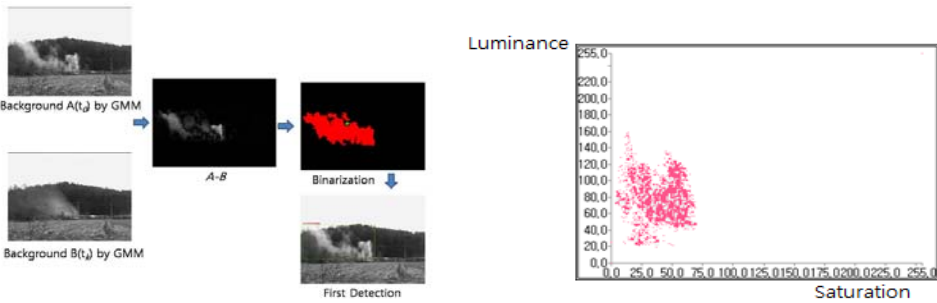 Background A(t_d) by GMM
A-B
Binarization
Background B(t_d) by GMM
First Detection
Luminance
255,0
220,0
200,0
180,0
160,0
140,0
120,0
100,0
80,0
60,0
40,0
20,0
0,0
0,0 25,0 50,0 75,0 100,0 125,0 150,0 175,0 200,0 225,0 255,0
Saturation